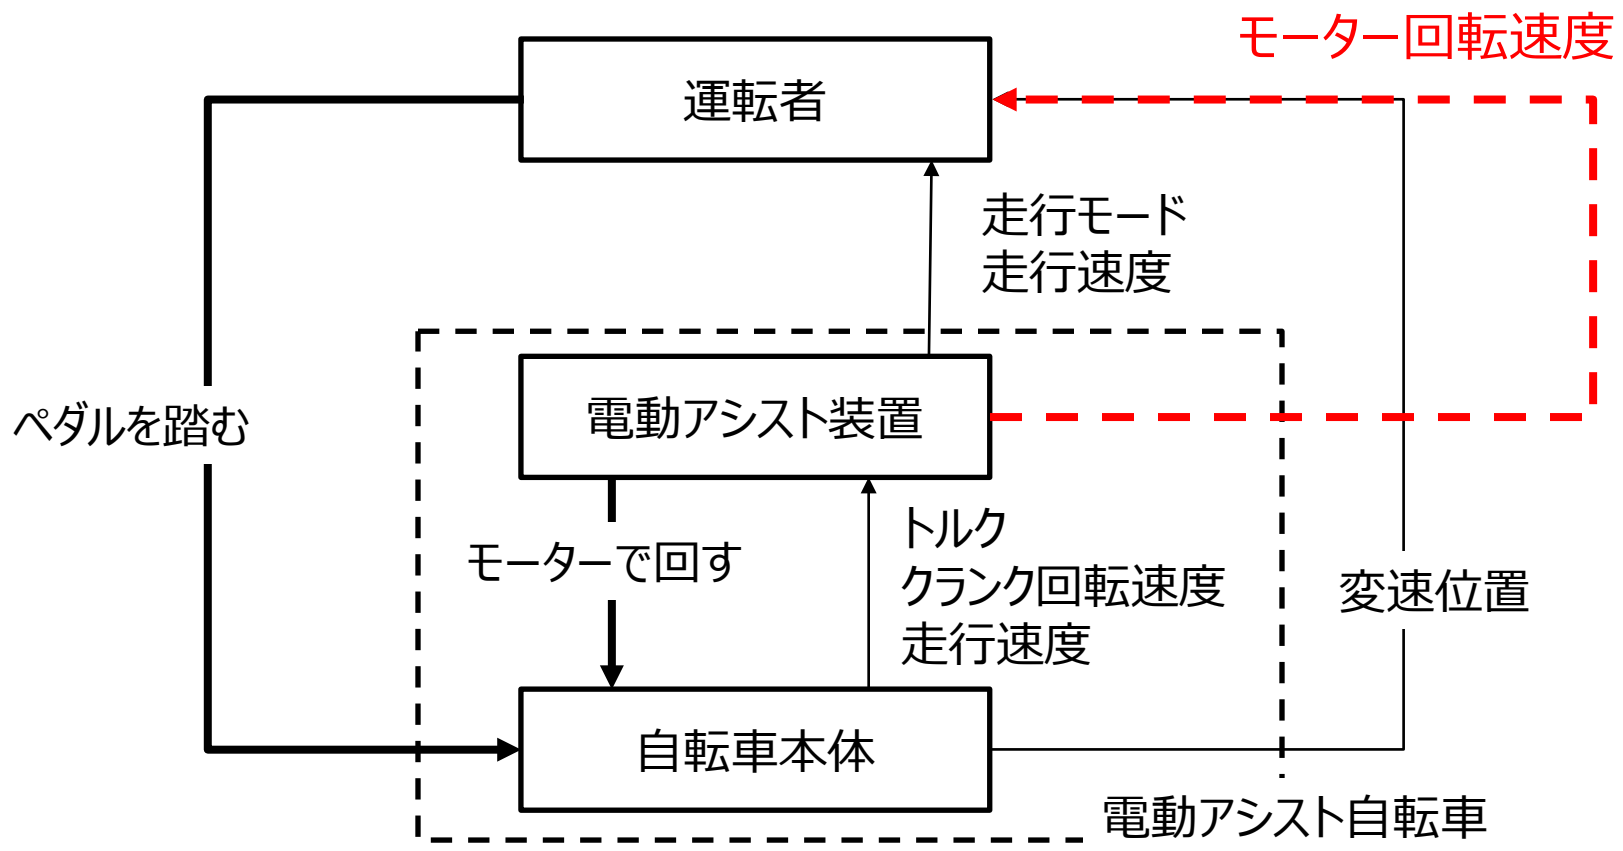 モーター回転速度
運転者
走行モード
走行速度
電動アシスト装置
ペダルを踏む
トルク
クランク回転速度
走行速度
モーターで回す
変速位置
自転車本体
電動アシスト自転車